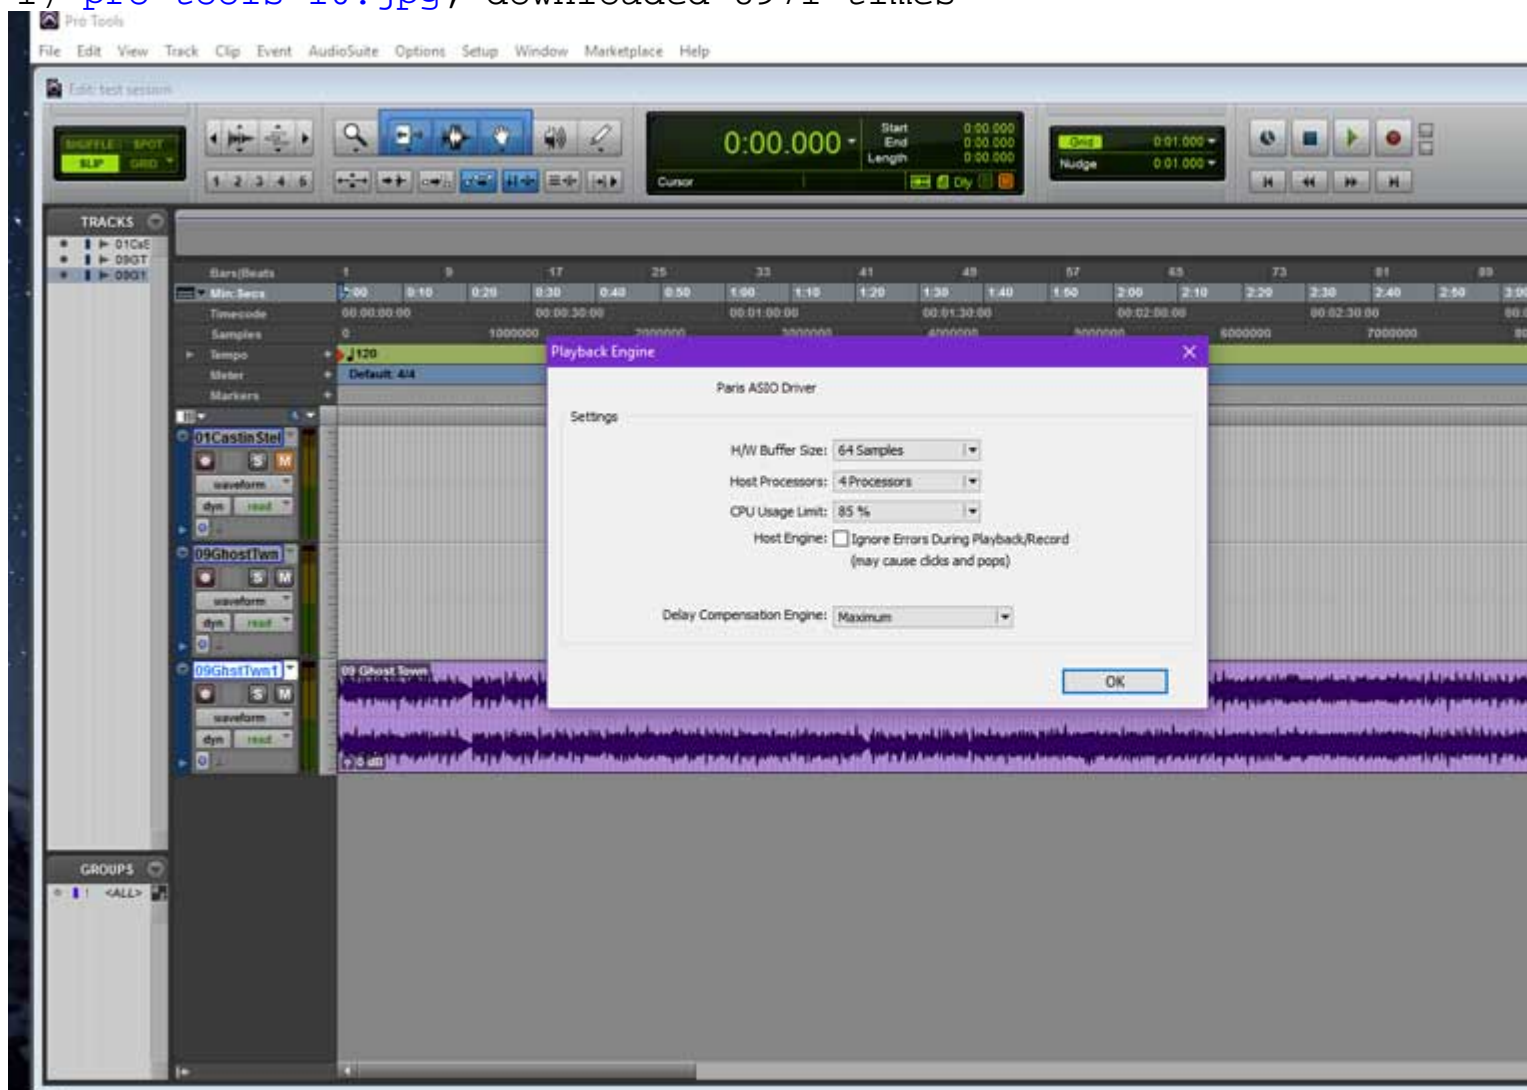 Pro Tools
File Edit View Track Clip Event AudioSuite Options Setup Window Marketplace Help
Edit: test session
SHUFFLE SPOT
SLIP GRID
1 2 3 4 5
0:00.000
Start 0:00.000
End 0:00.000
Length 0:00.000
Cursor
Dly
Grid 0:01.000
Nudge 0:01.000
TRACKS
01CsS
09GT
09G1
Bars|Beats 1 9 17 25 33 41 49 57 65 73 81 89
Min:Secs 0:00 0:10 0:20 0:30 0:40 0:50 1:00 1:10 1:20 1:30 1:40 1:50 2:00 2:10 2:20 2:30 2:40 2:50 3:00
Timecode 00:00:00:00 00:00:30:00 00:01:00:00 00:01:30:00 00:02:00:00 00:02:30:00
Samples 0 1000000 2000000 3000000 4000000 5000000 6000000 7000000
Tempo 120
Meter Default: 4/4
Markers
Playback Engine
Paris ASIO Driver
Settings
H/W Buffer Size: 64 Samples
Host Processors: 4 Processors
CPU Usage Limit: 85 %
Host Engine: Ignore Errors During Playback/Record
(may cause clicks and pops)
Delay Compensation Engine: Maximum
OK
01CastinStel
S M
waveform
dyn read
09GhostTwn
S M
waveform
dyn read
09GhstTwn1
S M
waveform
dyn read
09 Ghost Town
0 dB
GROUPS
! <ALL>